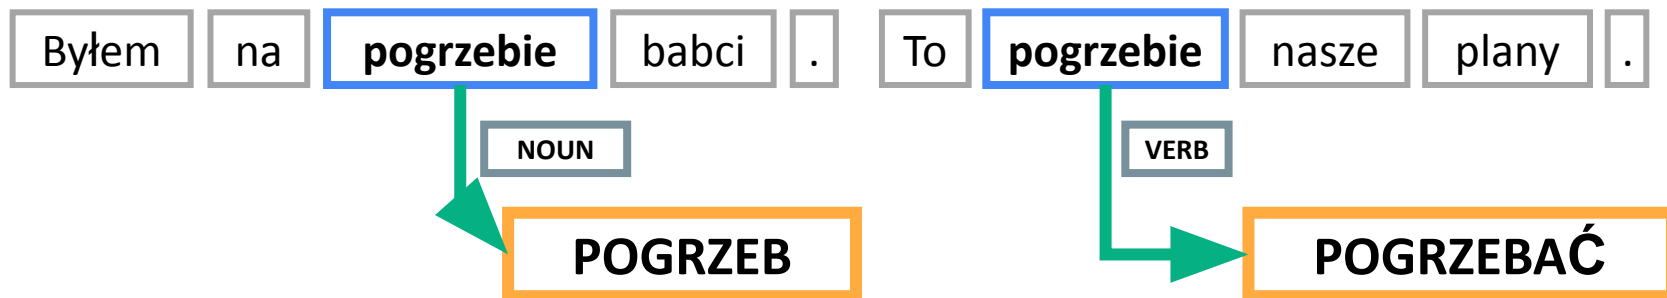 Byłem na pogrzebie babci . To pogrzebie nasze plany .
NOUN VERB
POGRZEB POGRZEBAĆ